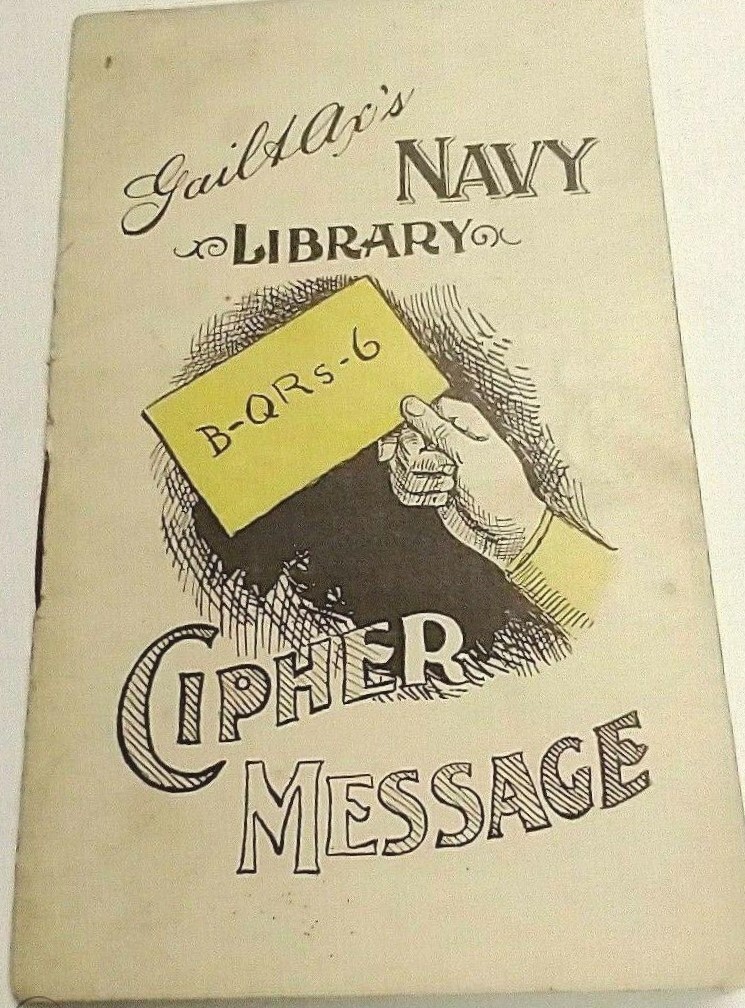 Gail & Ax's
NAVY
LIBRARY
B-QRs-6
CIPHER
MESSAGE